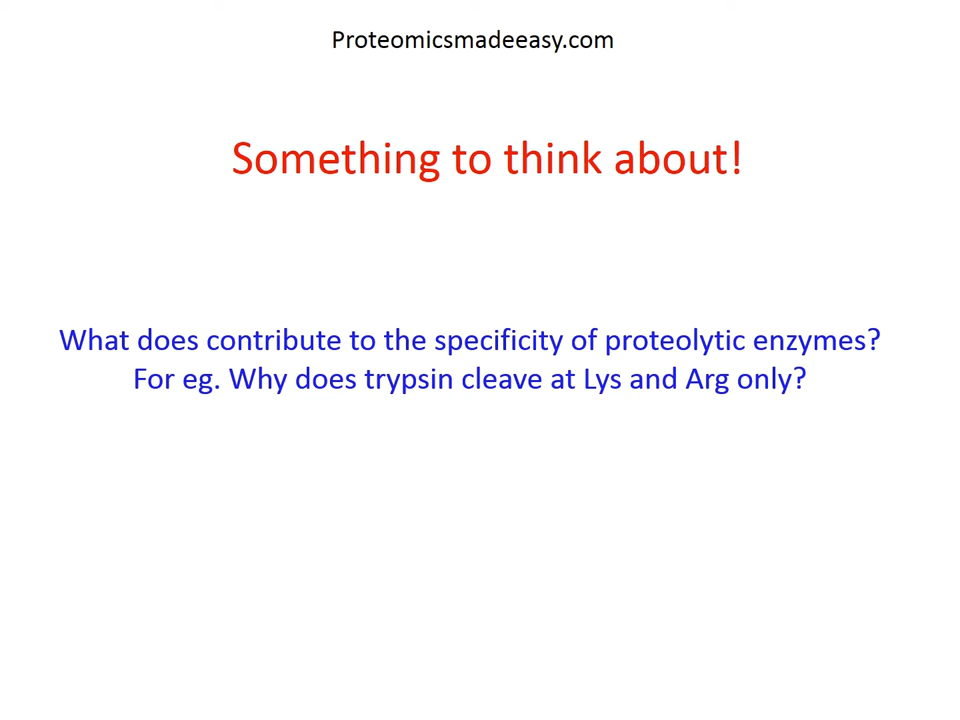 Proteomicsmadeeasy.com
Something to think about!
What does contribute to the specificity of proteolytic enzymes?
For eg. Why does trypsin cleave at Lys and Arg only?